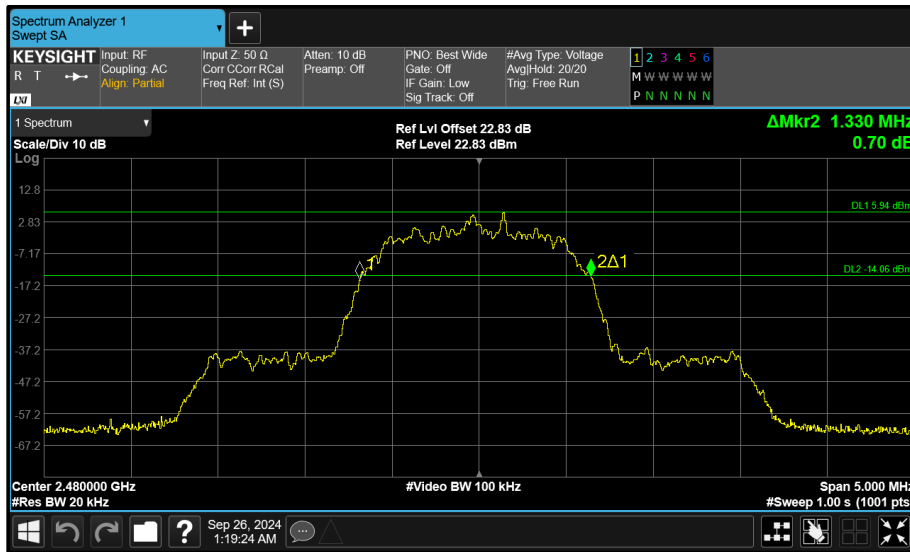 Spectrum Analyzer 1
Swept SA
KEYSIGHT
R T
LXI
Input: RF
Coupling: AC
Align: Partial
Input Z: 50 Ω
Corr CCorr RCal
Freq Ref: Int (S)
Atten: 10 dB
Preamp: Off
PNO: Best Wide
Gate: Off
IF Gain: Low
Sig Track: Off
#Avg Type: Voltage
Avg|Hold: 20/20
Trig: Free Run
1 2 3 4 5 6
M W W W W W
P N N N N N
1 Spectrum
Scale/Div 10 dB
Log
Ref Lvl Offset 22.83 dB
Ref Level 22.83 dBm
ΔMkr2 1.330 MHz
0.70 dB
12.8
2.83
-7.17
-17.2
-27.2
-37.2
-47.2
-57.2
-67.2
DL1 5.94 dBm
DL2 -14.06 dBm
1
2Δ1
Center 2.480000 GHz
#Res BW 20 kHz
#Video BW 100 kHz
Span 5.000 MHz
#Sweep 1.00 s (1001 pts
?
Sep 26, 2024
1:19:24 AM